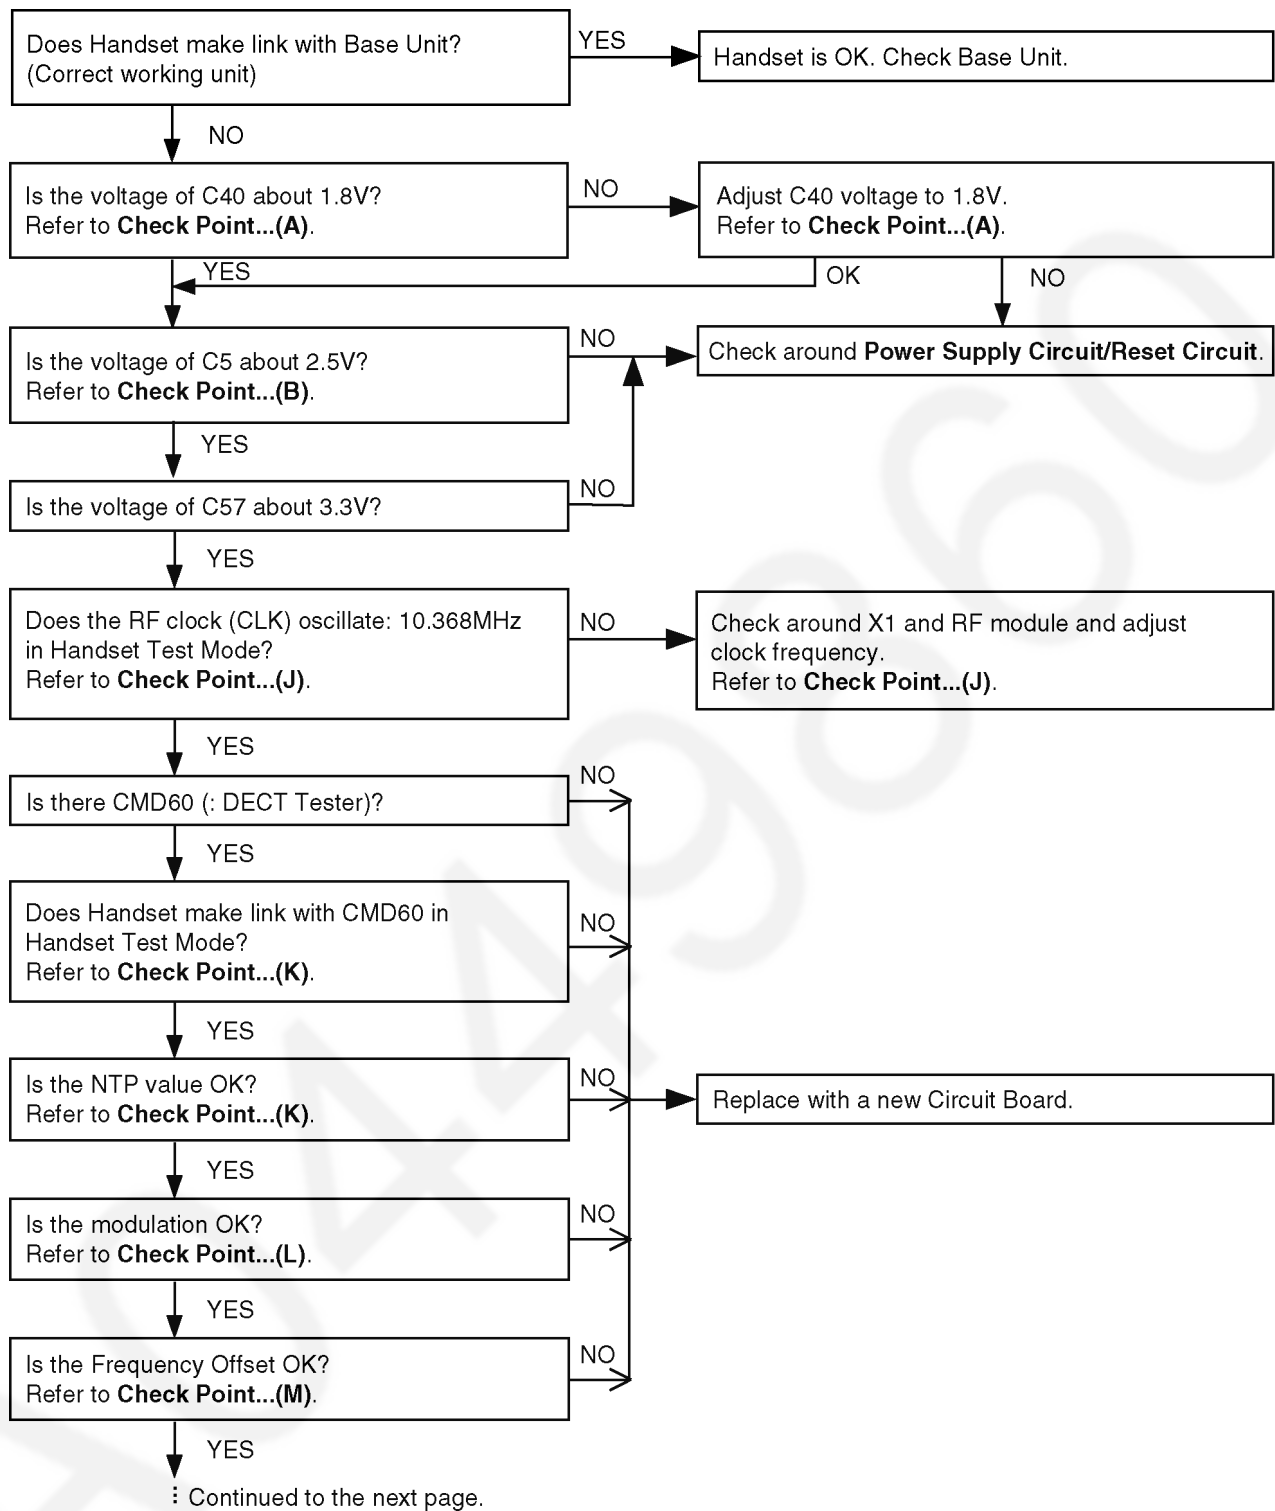 Does Handset make link with Base Unit?
(Correct working unit)
YES
Handset is OK. Check Base Unit.
NO
Is the voltage of C40 about 1.8V?
Refer to Check Point...(A).
NO
Adjust C40 voltage to 1.8V.
Refer to Check Point...(A).
YES
OK
NO
Is the voltage of C5 about 2.5V?
Refer to Check Point...(B).
NO
Check around Power Supply Circuit/Reset Circuit.
YES
Is the voltage of C57 about 3.3V?
NO
YES
Does the RF clock (CLK) oscillate: 10.368MHz
in Handset Test Mode?
Refer to Check Point...(J).
NO
Check around X1 and RF module and adjust
clock frequency.
Refer to Check Point...(J).
YES
Is there CMD60 (: DECT Tester)?
NO
YES
Does Handset make link with CMD60 in
Handset Test Mode?
Refer to Check Point...(K).
NO
YES
Is the NTP value OK?
Refer to Check Point...(K).
NO
Replace with a new Circuit Board.
YES
Is the modulation OK?
Refer to Check Point...(L).
NO
YES
Is the Frequency Offset OK?
Refer to Check Point...(M).
NO
YES
Continued to the next page.